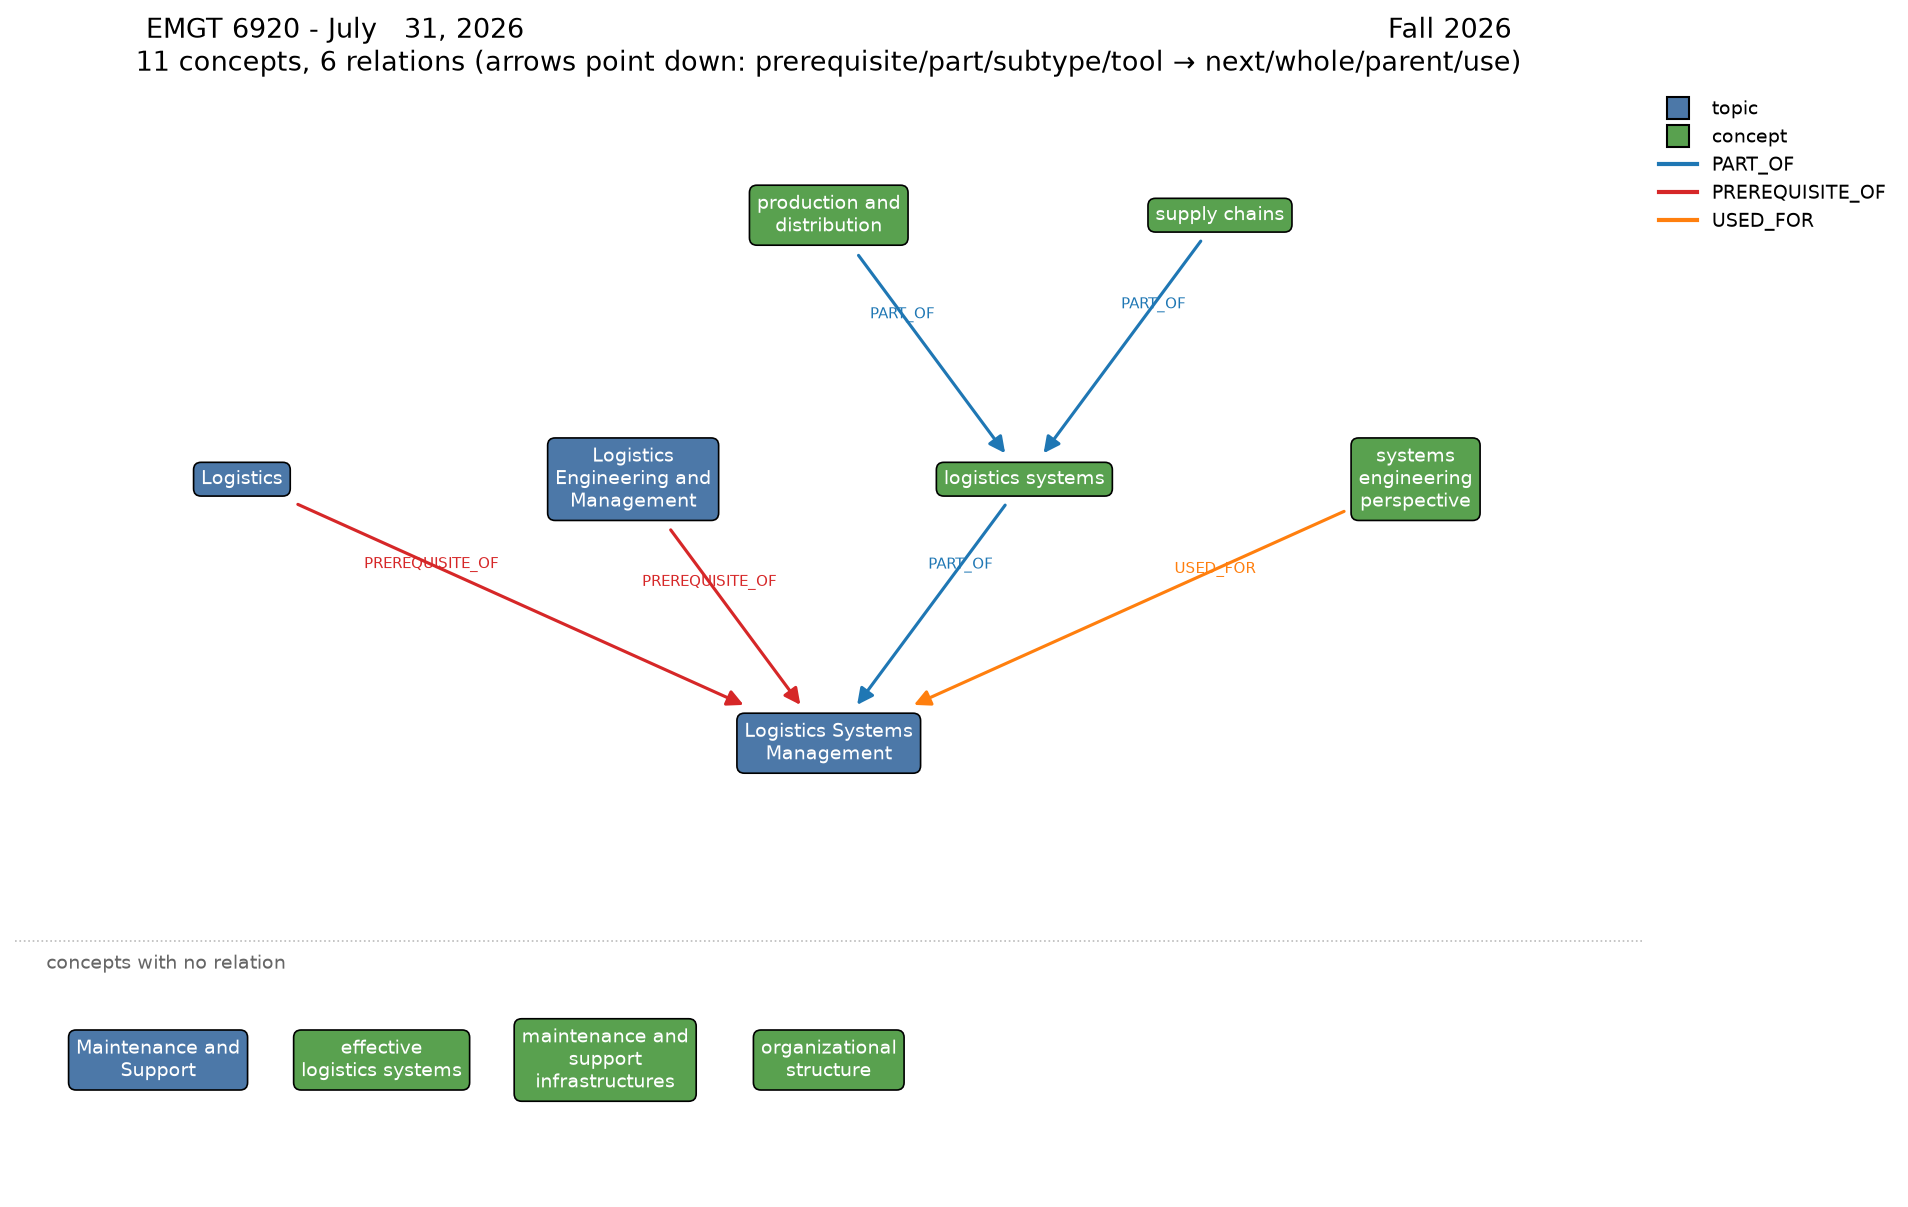 EMGT 6920 - July   31, 2026                Fall 2026
11 concepts, 6 relations (arrows point down: prerequisite/part/subtype/tool → next/whole/parent/use)
topic
concept
PART_OF
PREREQUISITE_OF
USED_FOR
production and
distribution
supply chains
PART_OF
PART_OF
Logistics
Logistics
Engineering and
Management
logistics systems
systems
engineering
perspective
PREREQUISITE_OF
PREREQUISITE_OF
PART_OF
USED_FOR
Logistics Systems
Management
concepts with no relation
Maintenance and
Support
effective
logistics systems
maintenance and
support
infrastructures
organizational
structure